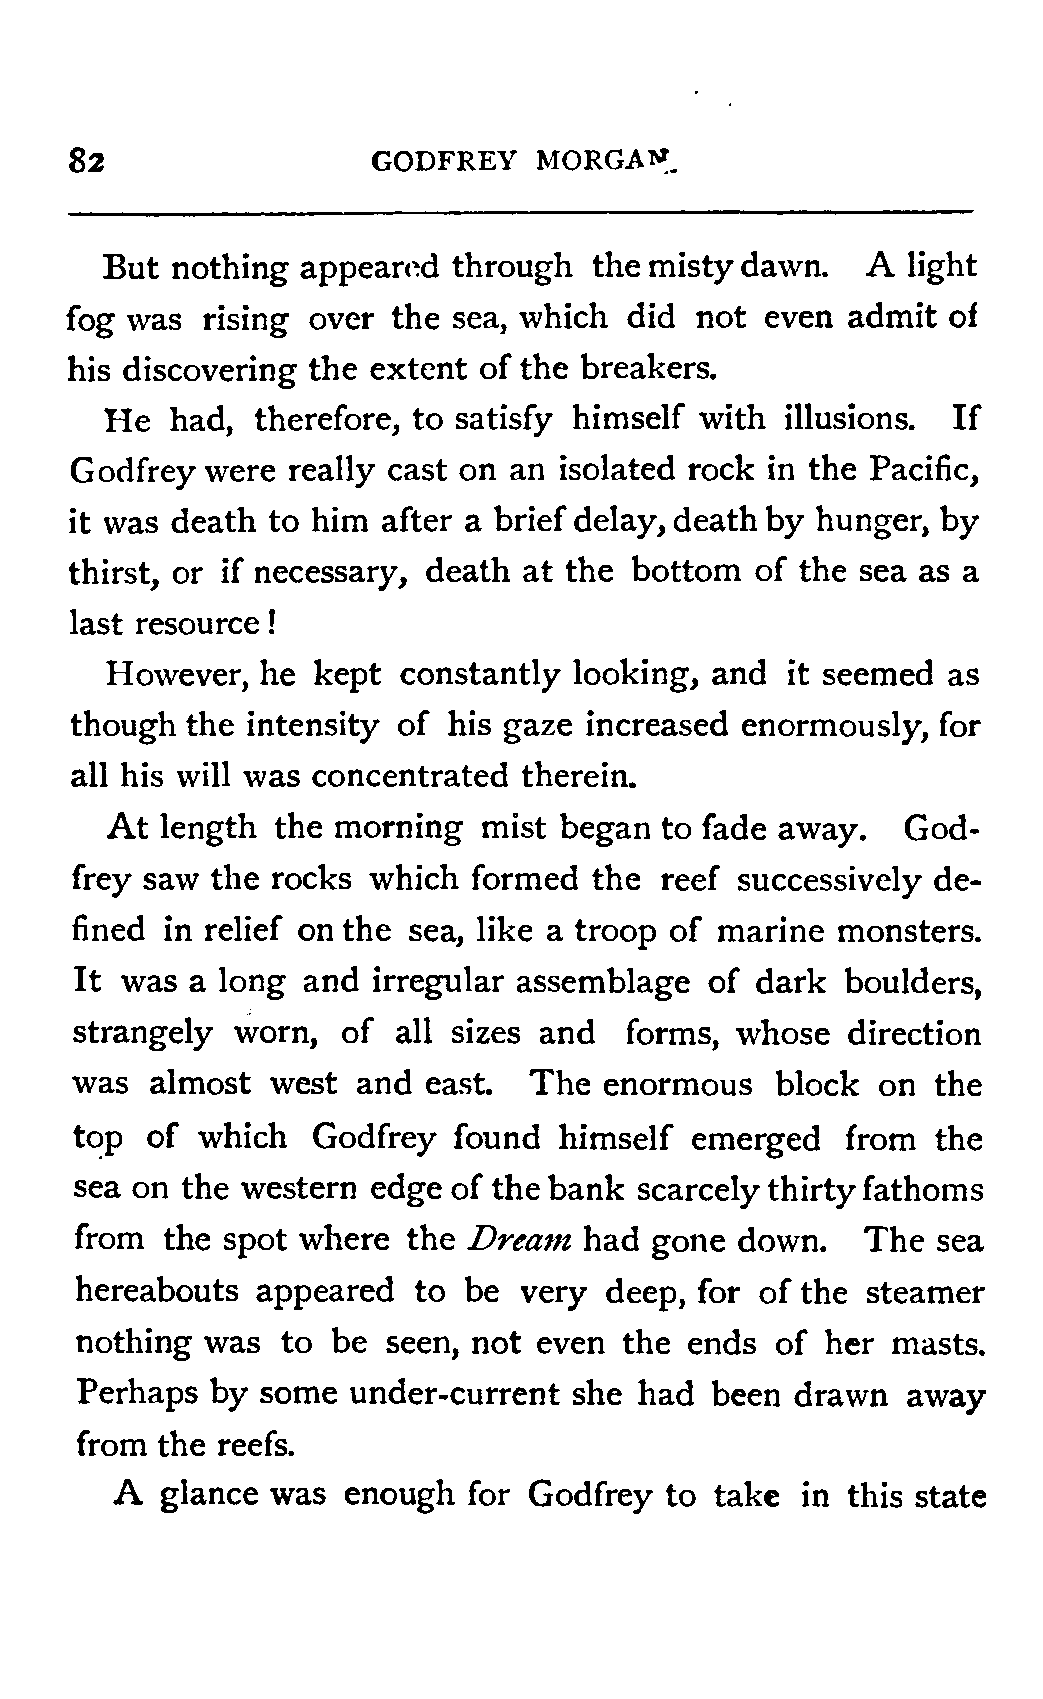 82 GODFREY MORGAN.
But nothing appeared through the misty dawn. A light
fog was rising over the sea, which did not even admit of
his discovering the extent of the breakers.
He had, therefore, to satisfy himself with illusions. If
Godfrey were really cast on an isolated rock in the Pacific,
it was death to him after a brief delay, death by hunger, by
thirst, or if necessary, death at the bottom of the sea as a
last resource!
However, he kept constantly looking, and it seemed as
though the intensity of his gaze increased enormously, for
all his will was concentrated therein.
At length the morning mist began to fade away. God-
frey saw the rocks which formed the reef successively de-
fined in relief on the sea, like a troop of marine monsters.
It was a long and irregular assemblage of dark boulders,
strangely worn, of all sizes and forms, whose direction
was almost west and east. The enormous block on the
top of which Godfrey found himself emerged from the
sea on the western edge of the bank scarcely thirty fathoms
from the spot where the Dream had gone down. The sea
hereabouts appeared to be very deep, for of the steamer
nothing was to be seen, not even the ends of her masts.
Perhaps by some under-current she had been drawn away
from the reefs.
A glance was enough for Godfrey to take in this state